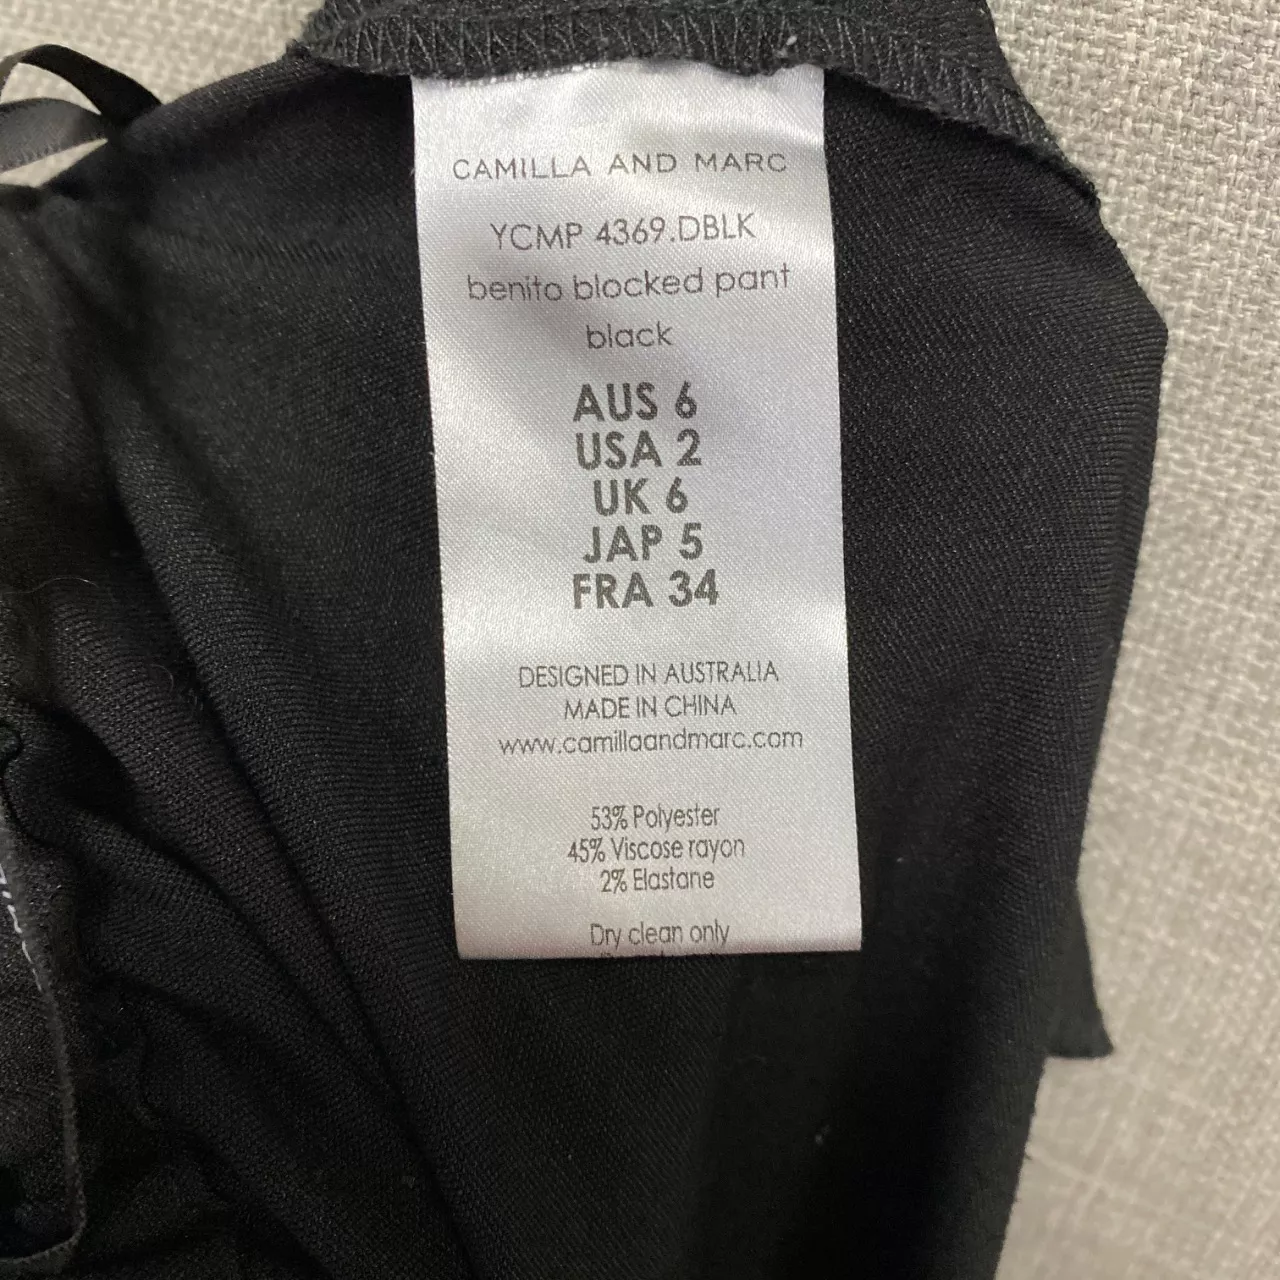 CAMILLA AND MARC
YCMP 4369.DBLK
benito blocked pant
black
AUS 6
USA 2
UK 6
JAP 5
FRA 34
DESIGNED IN AUSTRALIA
MADE IN CHINA
www.camillaandmarc.com
53% Polyester
45% Viscose rayon
2% Elastane
Dry clean only